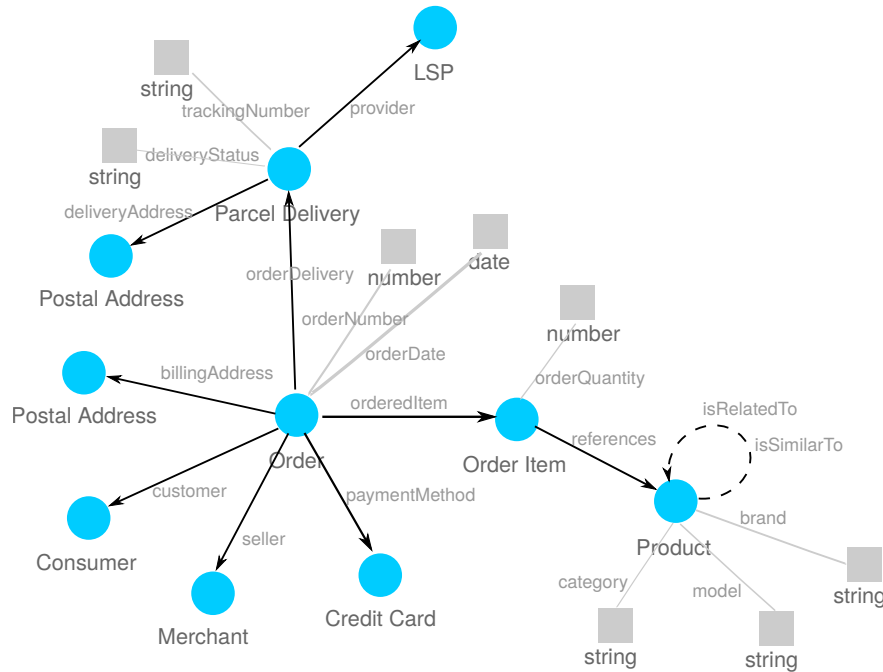 LSP
string
trackingNumber
provider
deliveryStatus
string
deliveryAddress
Parcel Delivery
Postal Address
orderDelivery
number
date
orderNumber
number
orderDate
billingAddress
orderQuantity
Postal Address
orderedItem
isRelatedTo
references
isSimilarTo
Order
Order Item
customer
paymentMethod
brand
seller
Product
Consumer
category
model
string
Credit Card
Merchant
string
string